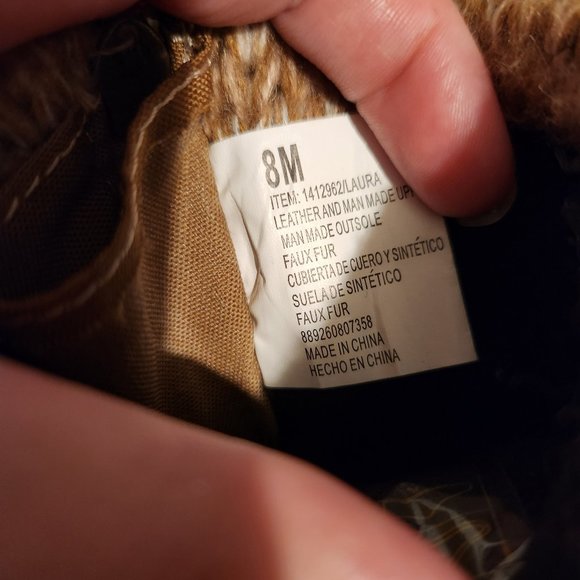 8M
ITEM: 1412962/LAURA
LEATHER AND MAN MADE
MAN MADE OUTSOLE
FAUX FUR
CUBIERTA DE CUERO Y SINTÉTICO
SUELA DE SINTÉTICO
FAUX FUR
889260807358
MADE IN CHINA
HECHO EN CHINA